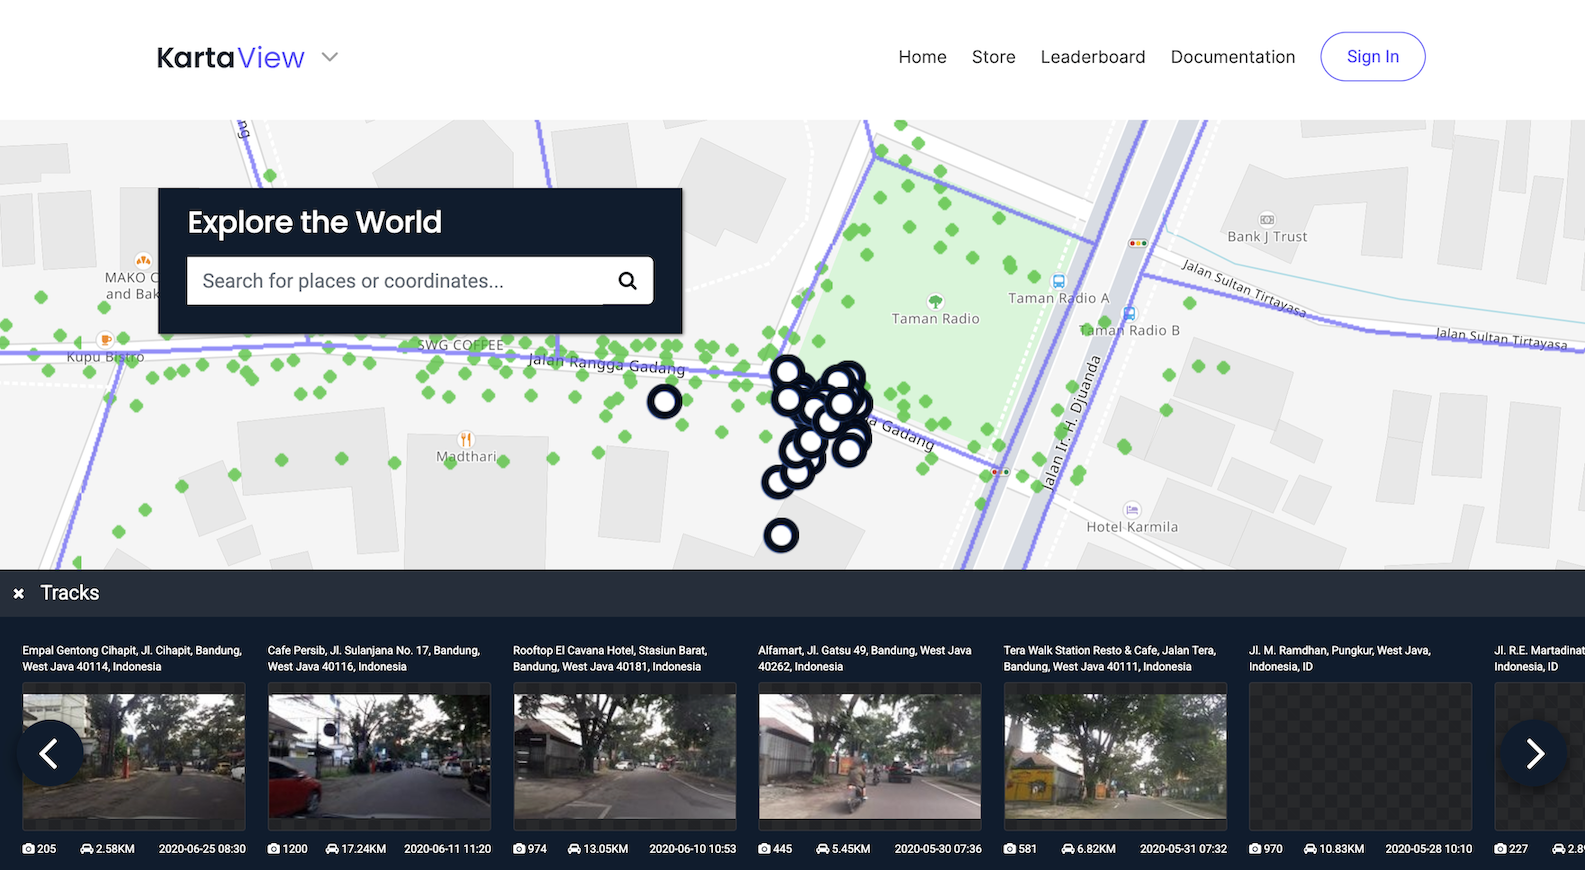 KartaView
Home Store Leaderboard Documentation Sign In
Explore the World
Search for places or coordinates...
MAKO C
and Bak
Kupu Bistro
SWG COFFEE
Jalan Rangga Gadang
Madthari
a Gadang
Taman Radio
Taman Radio A
Taman Radio B
Bank J Trust
Jalan Sultan Tirtayasa
Jalan Sultan Tirtayasa
Jalan Ir. H. Djuanda
Hotel Karmila
Tracks
Empal Gentong Cihapit, Jl. Cihapit, Bandung,
West Java 40114, Indonesia
205 2.58KM 2020-06-25 08:30
Cafe Persib, Jl. Sulanjana No. 17, Bandung,
West Java 40116, Indonesia
1200 17.24KM 2020-06-11 11:20
Rooftop El Cavana Hotel, Stasiun Barat,
Bandung, West Java 40181, Indonesia
974 13.05KM 2020-06-10 10:53
Alfamart, Jl. Gatsu 49, Bandung, West Java
40262, Indonesia
445 5.45KM 2020-05-30 07:36
Tera Walk Station Resto & Cafe, Jalan Tera,
Bandung, West Java 40111, Indonesia
581 6.82KM 2020-05-31 07:32
Jl. M. Ramdhan, Pungkur, West Java,
Indonesia, ID
970 10.83KM 2020-05-28 10:10
Jl. R.E. Martadinat
Indonesia, ID
227 2.8